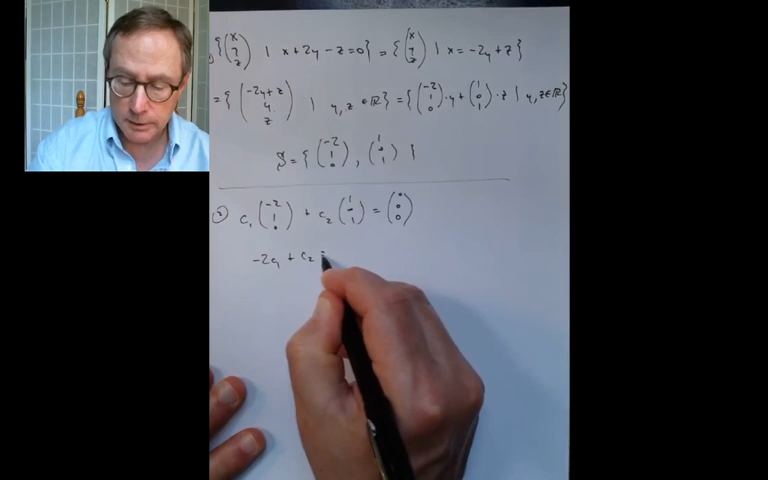 {(x y z) | x + 2y - z = 0} = {(x y z) | x = -2y + z}
= {(-2y + z y z) | y, z ∈ ℝ} = {(-2 1 0) · y + (1 0 1) · z | y, z ∈ ℝ}
S = {(-2 1 0), (1 0 1)}
② c₁ (-2 1 0) + c₂ (1 0 1) = (0 0 0)
-2c₁ + c₂